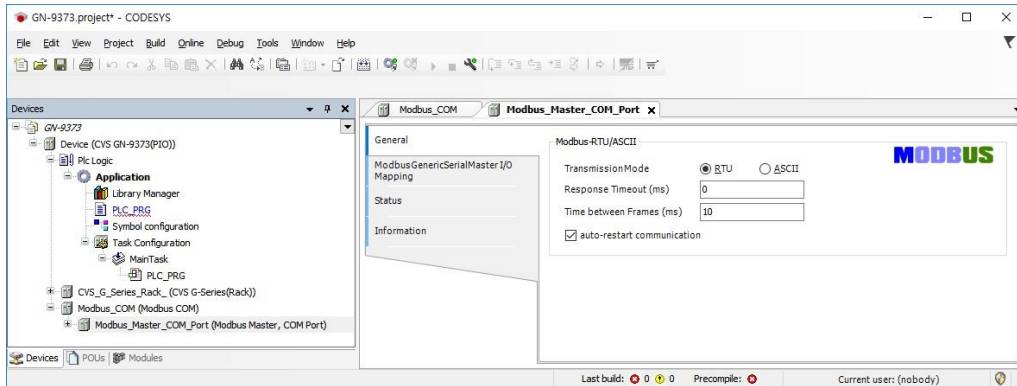 GN-9373.project* - CODESYS
File Edit View Project Build Online Debug Tools Window Help
Devices
GN-9373
Device (CVS GN-9373(PIO))
Plc Logic
Application
Library Manager
PLC_PRG
Symbol configuration
Task Configuration
MainTask
PLC_PRG
CVS_G_Series_Rack_ (CVS G-Series(Rack))
Modbus_COM (Modbus COM)
Modbus_Master_COM_Port (Modbus Master, COM Port)
Devices POUs Modules
Modbus_COM Modbus_Master_COM_Port
General
ModbusGenericSerialMaster I/O
Mapping
Status
Information
Modbus-RTU/ASCII
MODBUS
Transmission Mode RTU ASCII
Response Timeout (ms) 0
Time between Frames (ms) 10
auto-restart communication
Last build: 0 0 Precompile: Current user: (nobody)